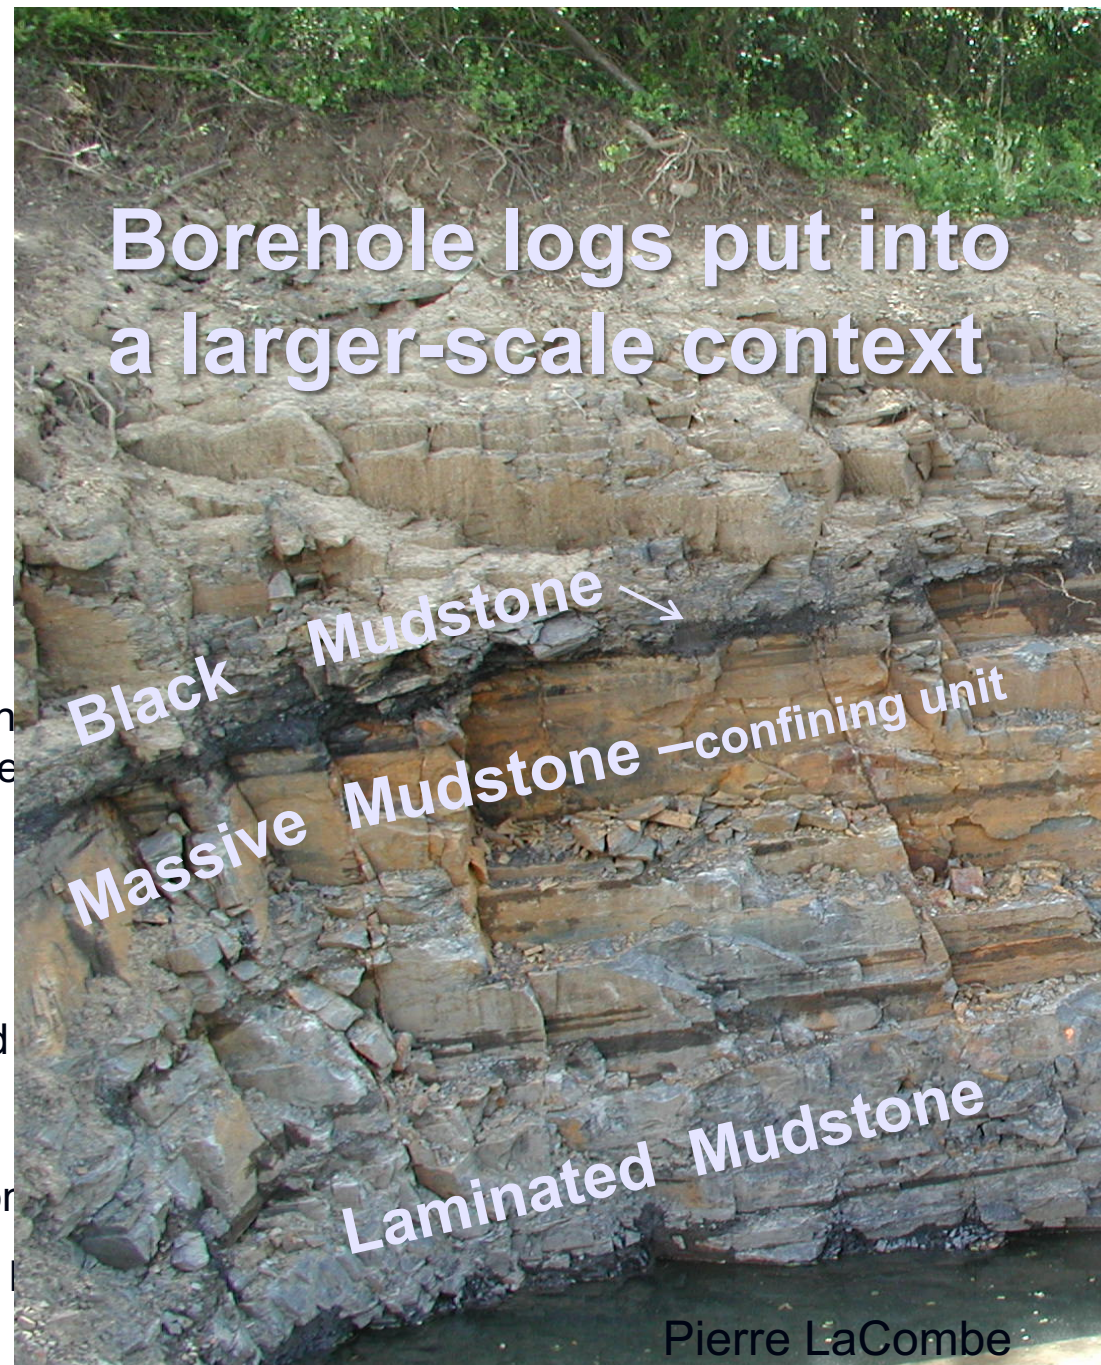 Borehole logs put into
a larger-scale context
Black Mudstone
Massive Mudstone –confining unit
Laminated Mudstone
Pierre LaCombe